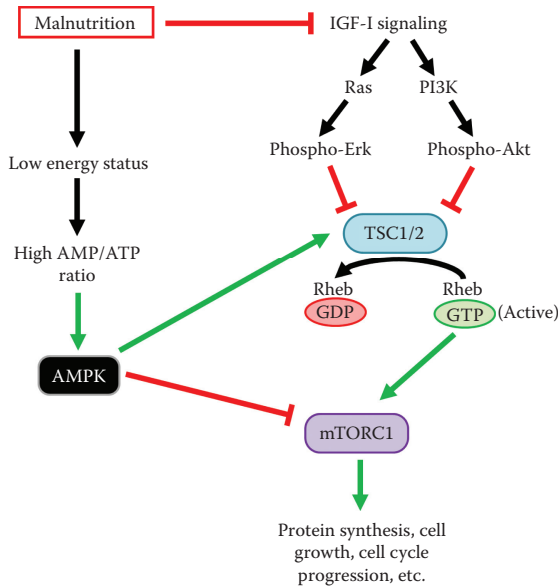 Malnutrition
IGF-I signaling
Ras
PI3K
Phospho-Erk
Phospho-Akt
Low energy status
TSC1/2
High AMP/ATP
ratio
Rheb
GDP
Rheb
GTP
(Active)
AMPK
mTORC1
Protein synthesis, cell
growth, cell cycle
progression, etc.